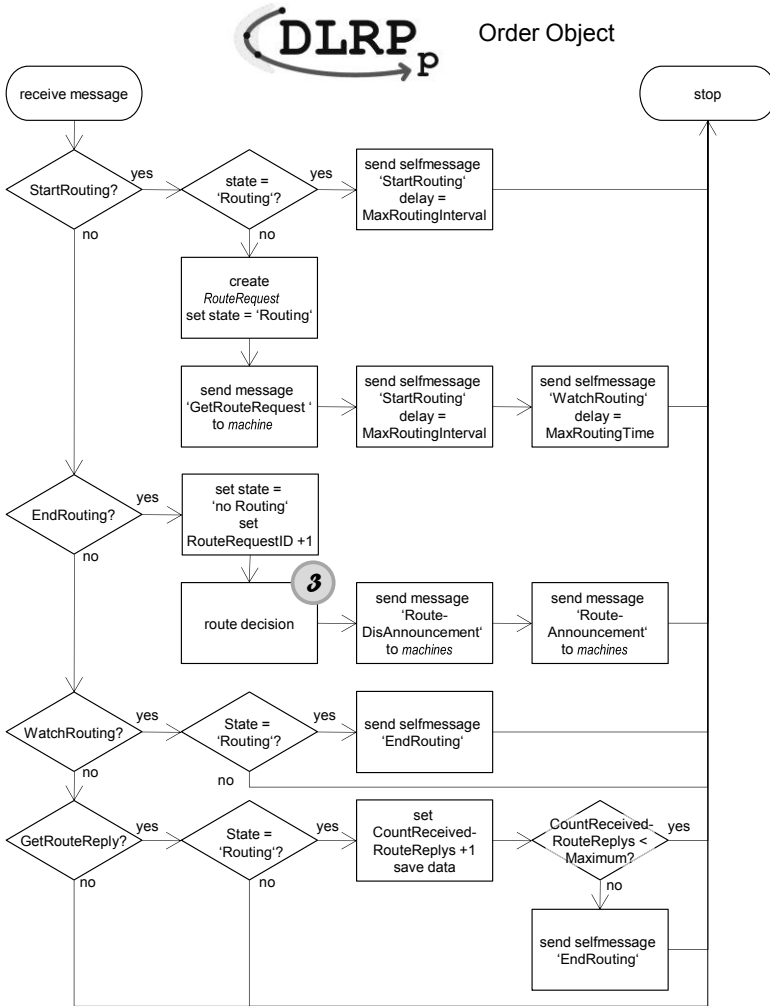 DLRP p
Order Object
receive message
stop
StartRouting?
yes
no
state =
‘Routing‘?
yes
no
send selfmessage
‘StartRouting‘
delay =
MaxRoutingInterval
create
RouteRequest
set state = ‘Routing‘
send message
‘GetRouteRequest ‘
to machine
send selfmessage
‘StartRouting‘
delay =
MaxRoutingInterval
send selfmessage
‘WatchRouting‘
delay =
MaxRoutingTime
EndRouting?
yes
no
set state =
‘no Routing‘
set
RouteRequestID +1
3
route decision
send message
‘Route-
DisAnnouncement‘
to machines
send message
‘Route-
Announcement‘
to machines
WatchRouting?
yes
no
State =
‘Routing‘?
yes
no
send selfmessage
‘EndRouting‘
GetRouteReply?
yes
no
State =
‘Routing‘?
yes
no
set
CountReceived-
RouteReplys +1
save data
CountReceived-
RouteReplys <
Maximum?
yes
no
send selfmessage
‘EndRouting‘